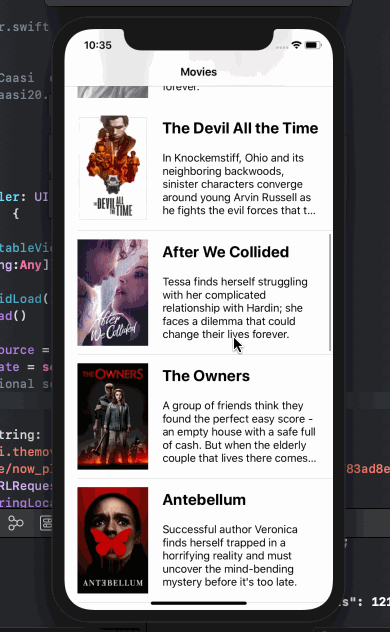 r.swift
10:35
Movies
Caasi
aasi20.
forever.
The Devil All the Time
In Knockemstiff, Ohio and its
neighboring backwoods,
sinister characters converge
around young Arvin Russell as
he fights the evil forces that t...
THE DEVIL ALL THE TIME
ler: UI
{
tableVi
ng:Any]
idLoad(
ad()
ource =
ate = s
ional s
After We Collided
Tessa finds herself struggling
with her complicated
relationship with Hardin; she
faces a dilemma that could
change their lives forever.
After We Collided
The Owners
A group of friends think they
found the perfect easy score -
an empty house with a safe full
of cash. But when the elderly
couple that lives there comes...
THE OWNERS
tring:
i.themov
e/now_pl
83ad8e
RLReques
ringLoca
Antebellum
Successful author Veronica
finds herself trapped in a
horrifying reality and must
uncover the mind-bending
mystery before it's too late.
ANTEBELLUM
s": 121